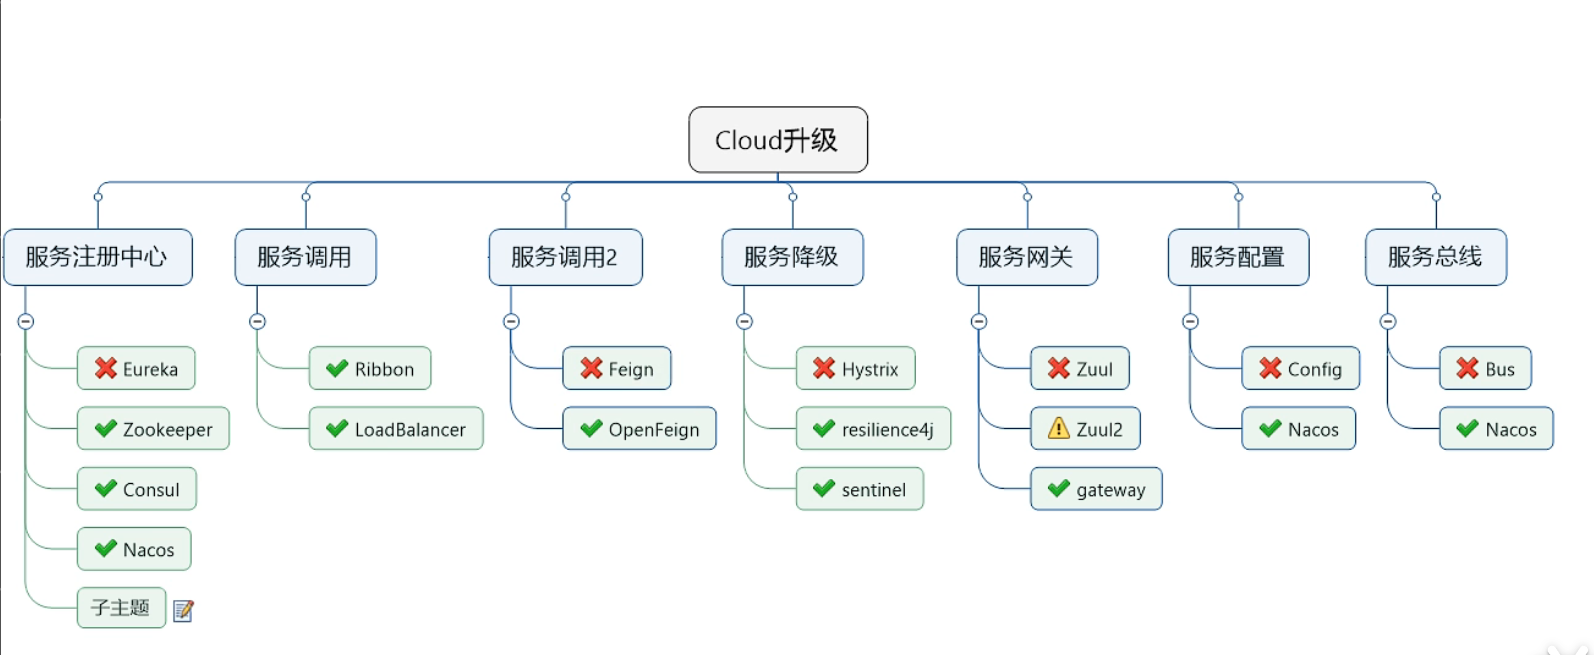 Cloud升级
服务注册中心
服务调用
服务调用2
服务降级
服务网关
服务配置
服务总线
Eureka
Zookeeper
Consul
Nacos
子主题
Ribbon
LoadBalancer
Feign
OpenFeign
Hystrix
resilience4j
sentinel
Zuul
Zuul2
gateway
Config
Nacos
Bus
Nacos